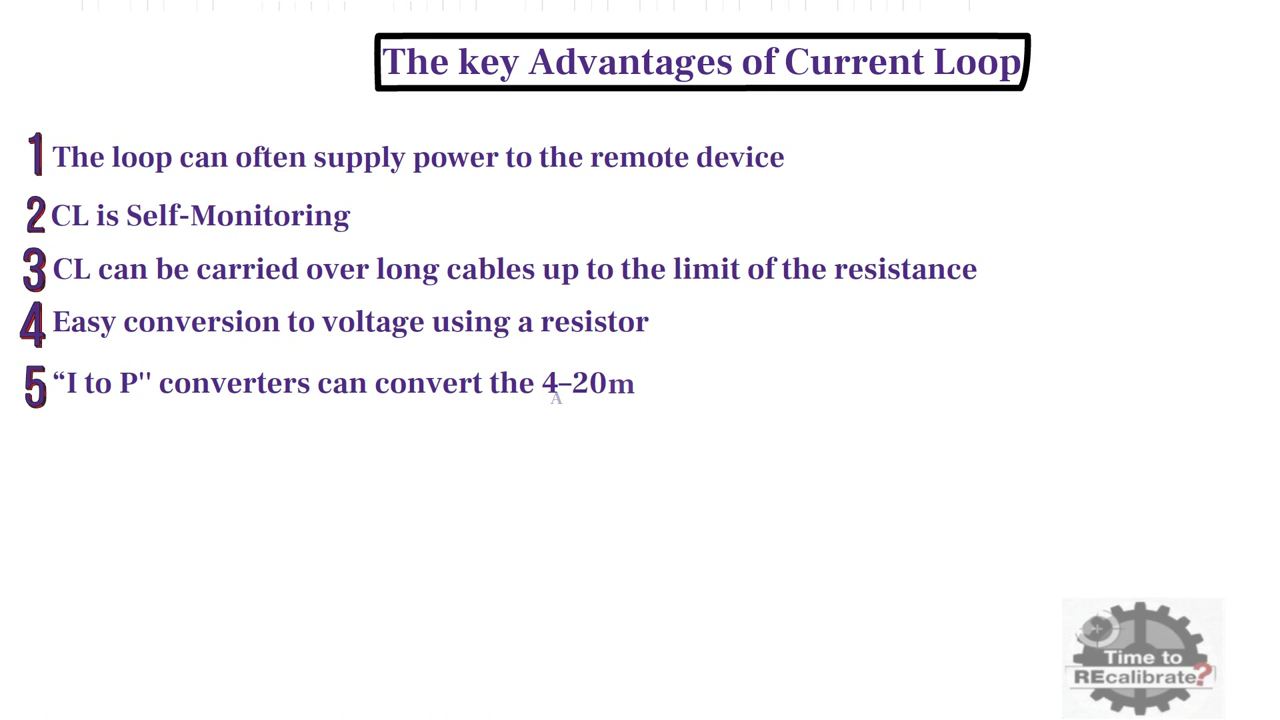 The key Advantages of Current Loop
1 The loop can often supply power to the remote device
2 CL is Self-Monitoring
3 CL can be carried over long cables up to the limit of the resistance
4 Easy conversion to voltage using a resistor
5 “I to P" converters can convert the 4–20m
A
Time to
REcalibrate?